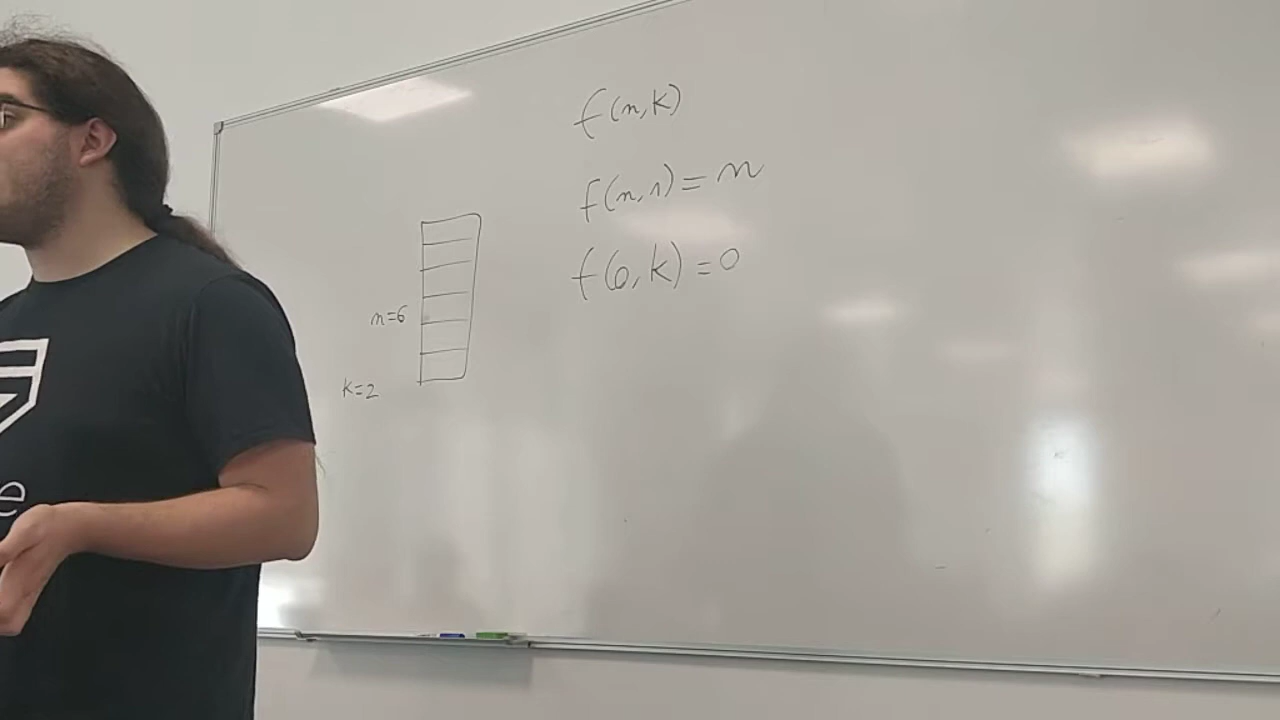 f(n,k)
f(n,1)=n
f(0,k)=0
n=6
k=2
e